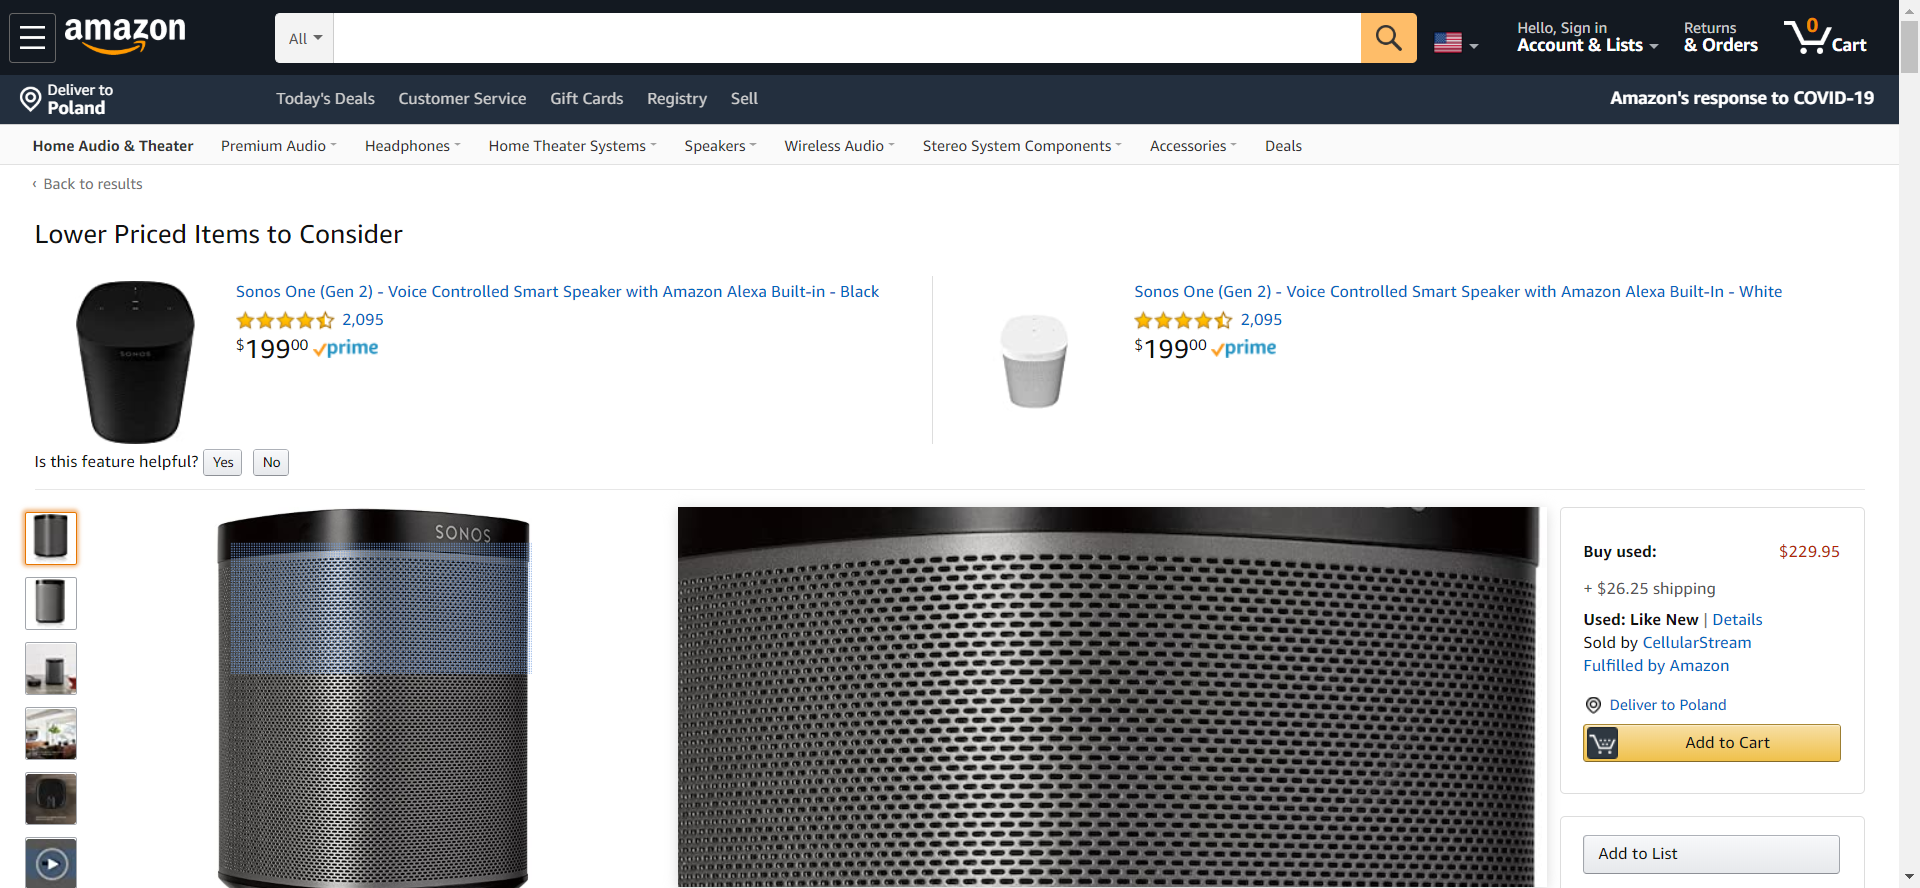 amazon
All
Hello, Sign in
Account & Lists
Returns
& Orders
0
Cart
Deliver to
Poland
Today's Deals
Customer Service
Gift Cards
Registry
Sell
Amazon's response to COVID-19
Home Audio & Theater
Premium Audio
Headphones
Home Theater Systems
Speakers
Wireless Audio
Stereo System Components
Accessories
Deals
‹ Back to results
Lower Priced Items to Consider
SONOS
Sonos One (Gen 2) - Voice Controlled Smart Speaker with Amazon Alexa Built-in - Black
2,095
$19900 prime
Sonos One (Gen 2) - Voice Controlled Smart Speaker with Amazon Alexa Built-In - White
2,095
$19900 prime
Is this feature helpful? Yes No
SONOS
Buy used: $229.95
+ $26.25 shipping
Used: Like New | Details
Sold by CellularStream
Fulfilled by Amazon
Deliver to Poland
Add to Cart
Add to List